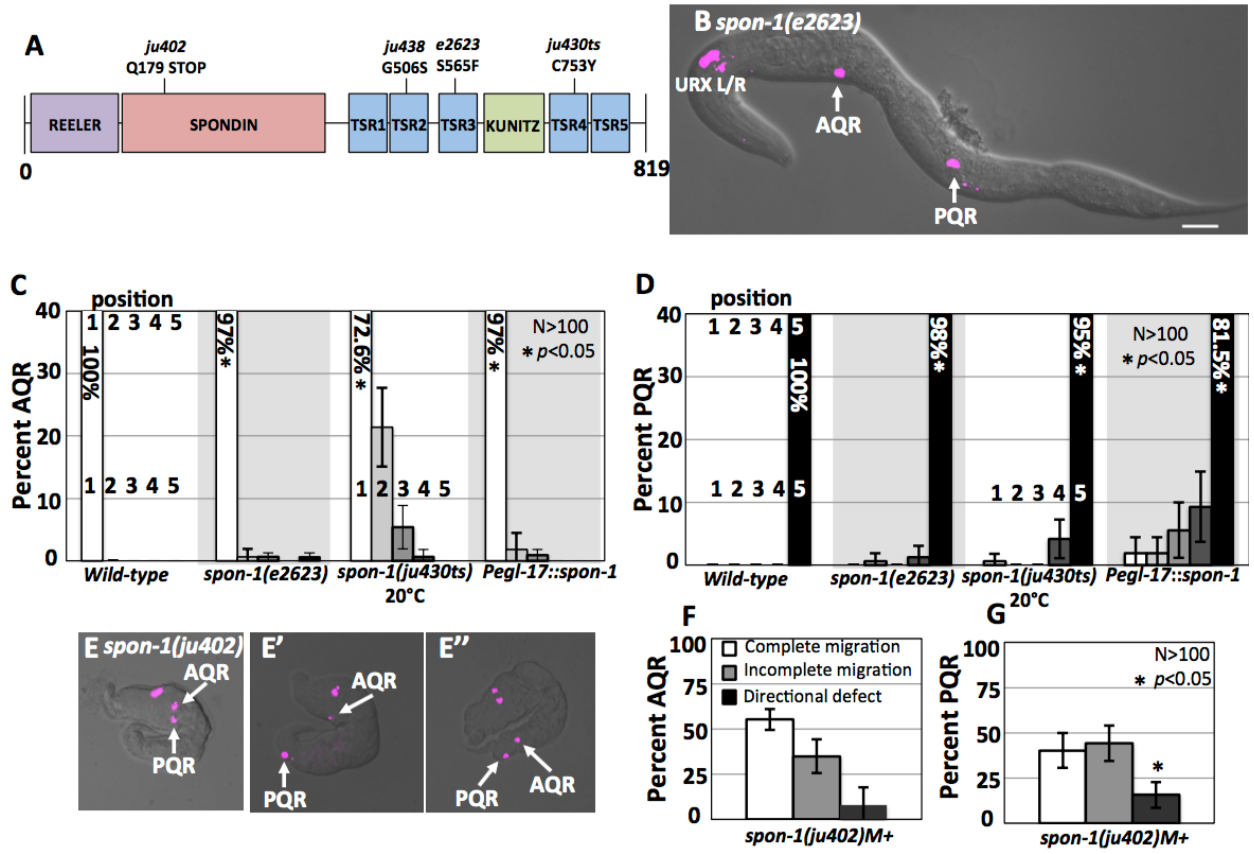 A
ju402
Q179 STOP
ju438
G506S
e2623
S565F
ju430ts
C753Y
REELER
SPONDIN
TSR1
TSR2
TSR3
KUNITZ
TSR4
TSR5
0
819
B spon-1(e2623)
URX L/R
AQR
PQR
C
position
1 2 3 4 5
100%
97% *
72.6% *
97% *
N>100
* p<0.05
Percent AQR
40
30
20
10
0
1 2 3 4 5
1 2 3 4 5
Wild-type
spon-1(e2623)
spon-1(ju430ts)
20°C
Pegl-17::spon-1
D
position
1 2 3 4 5
100%
98% *
95% *
81.5% *
N>100
* p<0.05
Percent PQR
40
30
20
10
0
1 2 3 4 5
1 2 3 4 5
Wild-type
spon-1(e2623)
spon-1(ju430ts)
20°C
Pegl-17::spon-1
E spon-1(ju402)
AQR
PQR
E'
AQR
PQR
E''
PQR
AQR
F
Percent AQR
100
75
50
25
0
Complete migration
Incomplete migration
Directional defect
spon-1(ju402)M+
G
Percent PQR
100
75
50
25
0
N>100
* p<0.05
*
spon-1(ju402)M+